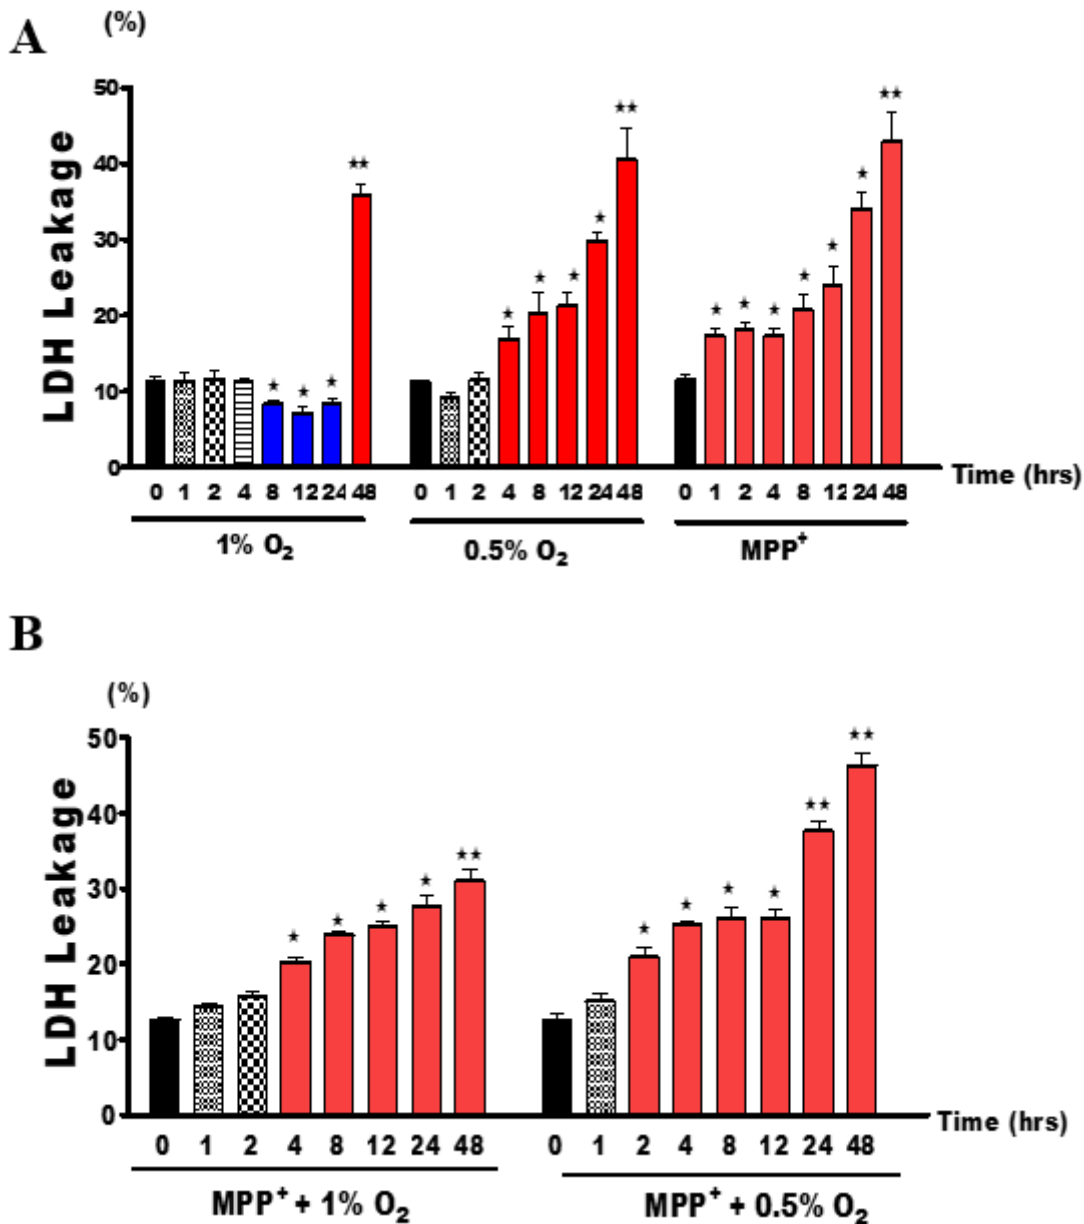 A
(%)
LDH Leakage
50
40
30
20
10
0
★★
★★
★★
★
★
★
★
★
★
★
★
★
★
★
★
★
0 1 2 4 8 12 24 48 0 1 2 4 8 12 24 48 0 1 2 4 8 12 24 48
Time (hrs)
1% O₂ 0.5% O₂ MPP⁺
B
(%)
LDH Leakage
50
40
30
20
10
0
★ ★ ★ ★ ★★ ★ ★ ★ ★ ★★ ★★
0 1 2 4 8 12 24 48 0 1 2 4 8 12 24 48
Time (hrs)
MPP⁺ + 1% O₂ MPP⁺ + 0.5% O₂